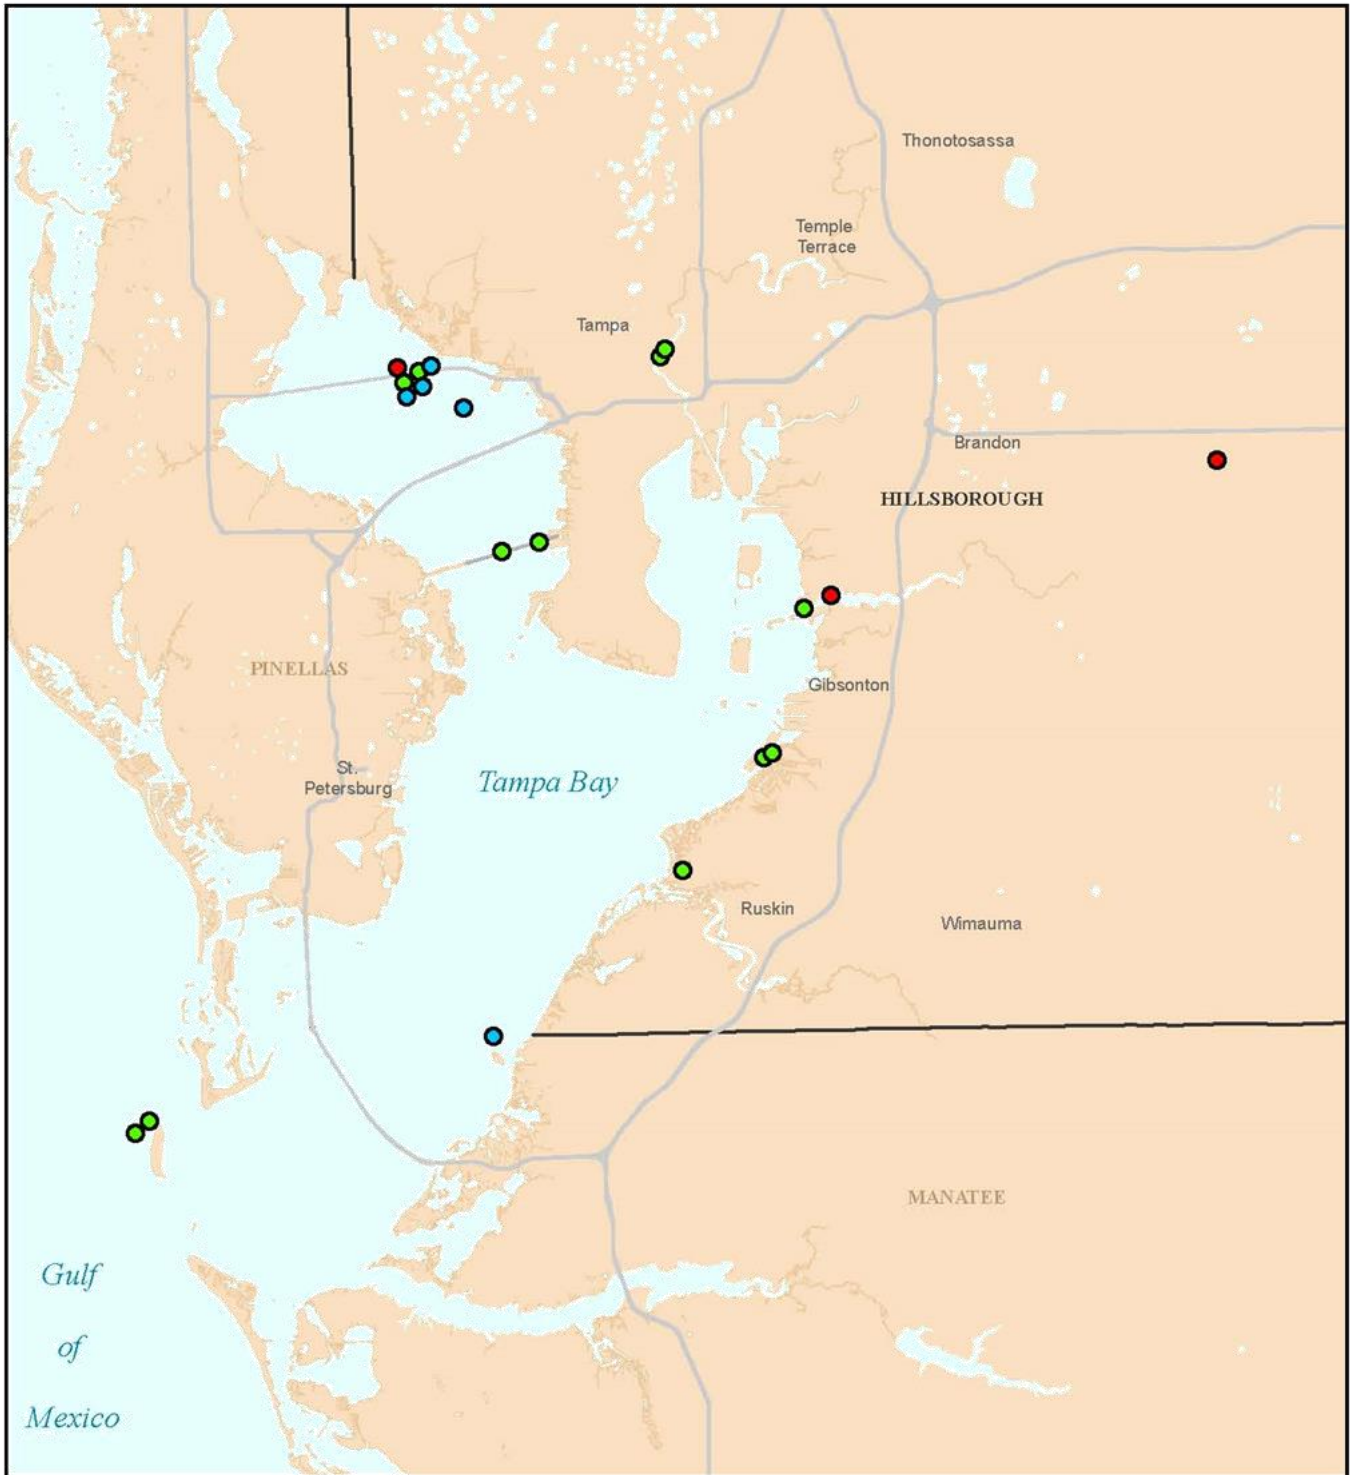 Thonotosassa
Temple
Terrace
Tampa
Brandon
HILLSBOROUGH
PINELLAS
Gibsonton
St.
Petersburg
Tampa Bay
Ruskin
Wimauma
MANATEE
Gulf
of
Mexico